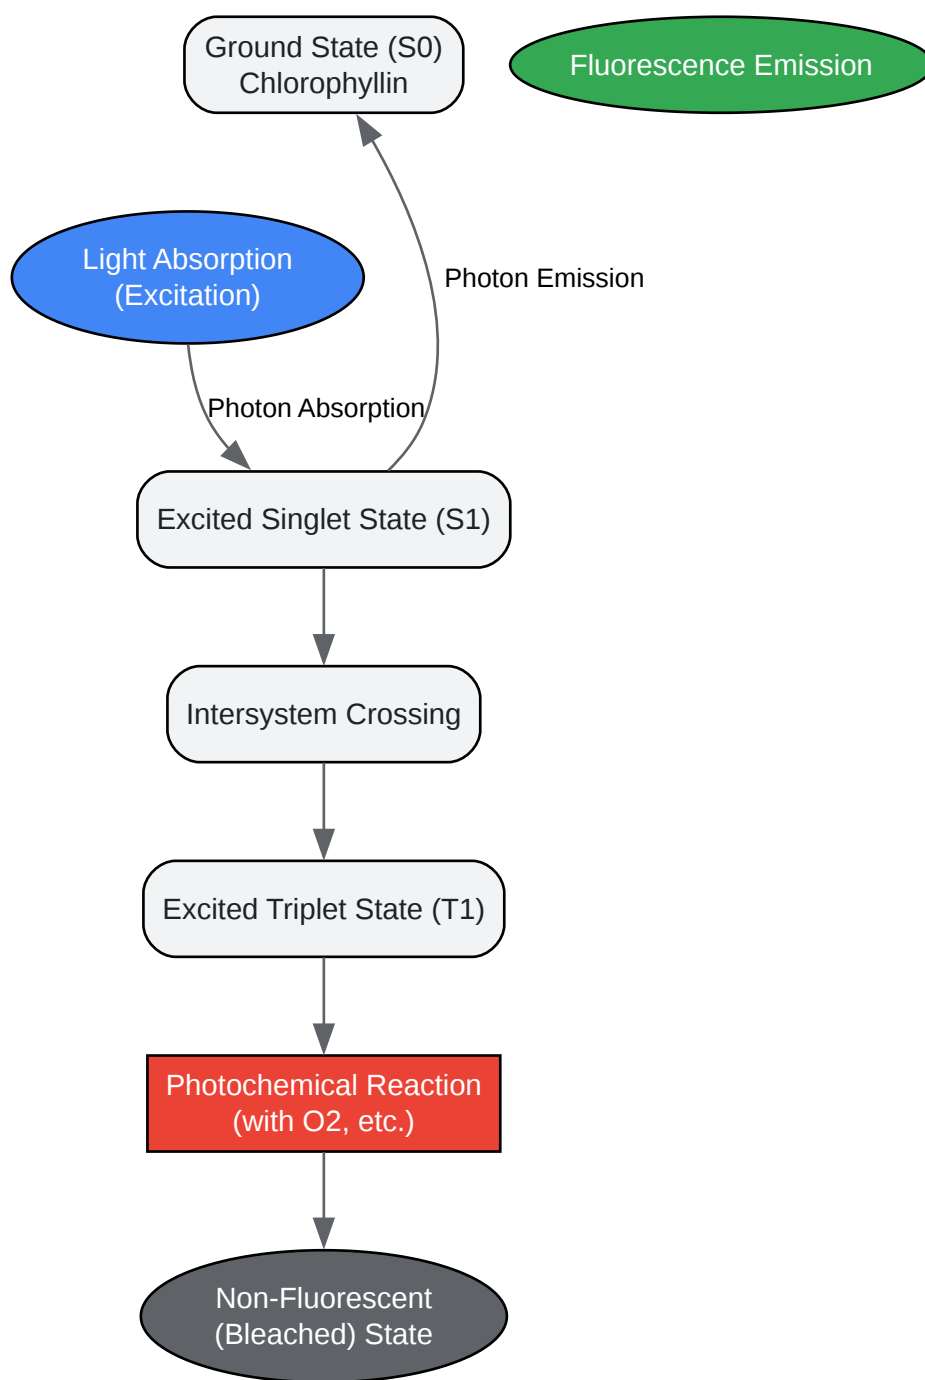 Ground State (S0)
Chlorophyllin
Fluorescence Emission
Light Absorption
(Excitation)
Photon Emission
Photon Absorption
Excited Singlet State (S1)
Intersystem Crossing
Excited Triplet State (T1)
Photochemical Reaction
(with O2, etc.)
Non-Fluorescent
(Bleached) State